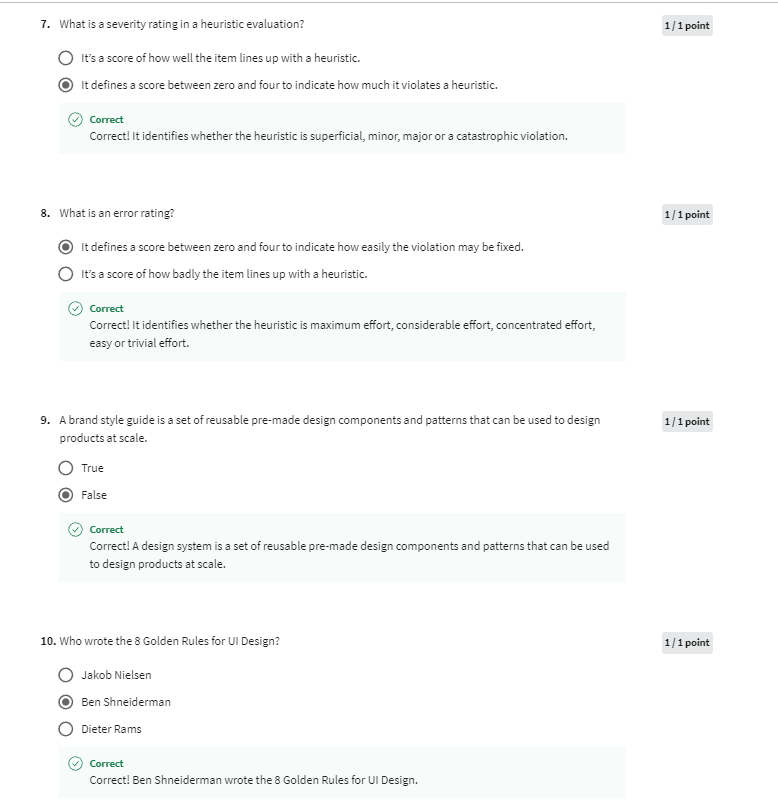 7. What is a severity rating in a heuristic evaluation?
1 / 1 point
It's a score of how well the item lines up with a heuristic.
It defines a score between zero and four to indicate how much it violates a heuristic.
Correct
Correct! It identifies whether the heuristic is superficial, minor, major or a catastrophic violation.
8. What is an error rating?
1 / 1 point
It defines a score between zero and four to indicate how easily the violation may be fixed.
It's a score of how badly the item lines up with a heuristic.
Correct
Correct! It identifies whether the heuristic is maximum effort, considerable effort, concentrated effort,
easy or trivial effort.
9. A brand style guide is a set of reusable pre-made design components and patterns that can be used to design
1 / 1 point
products at scale.
True
False
Correct
Correct! A design system is a set of reusable pre-made design components and patterns that can be used
to design products at scale.
10. Who wrote the 8 Golden Rules for UI Design?
1 / 1 point
Jakob Nielsen
Ben Shneiderman
Dieter Rams
Correct
Correct! Ben Shneiderman wrote the 8 Golden Rules for UI Design.